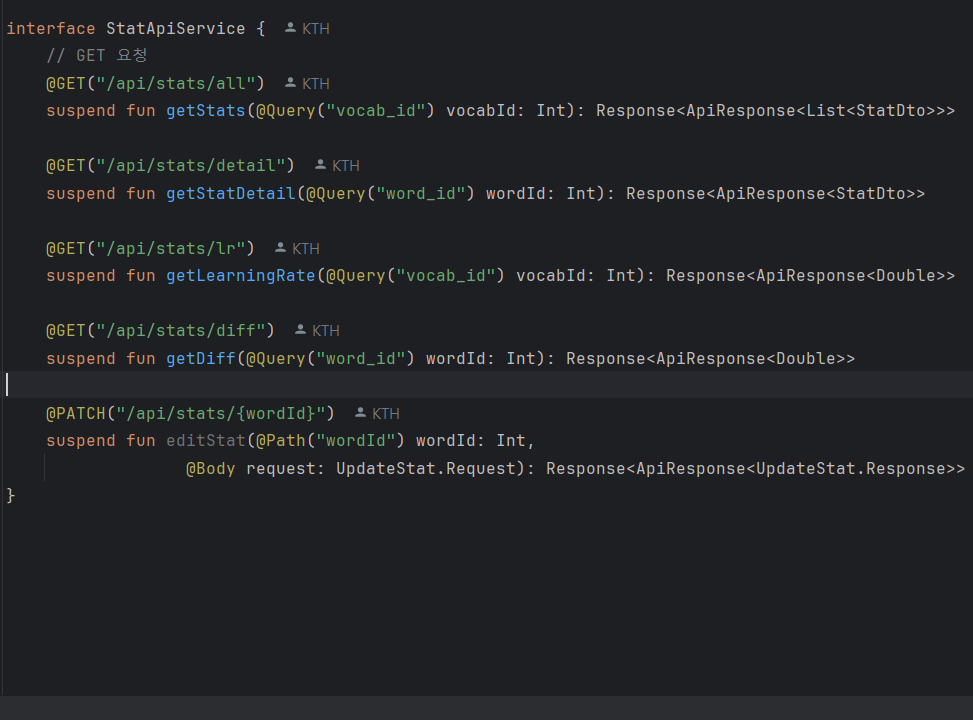 interface StatApiService {  KTH
    // GET 요청
    @GET("/api/stats/all")  KTH
    suspend fun getStats(@Query("vocab_id") vocabId: Int): Response<ApiResponse<List<StatDto>>>
    @GET("/api/stats/detail")  KTH
    suspend fun getStatDetail(@Query("word_id") wordId: Int): Response<ApiResponse<StatDto>>
    @GET("/api/stats/lr")  KTH
    suspend fun getLearningRate(@Query("vocab_id") vocabId: Int): Response<ApiResponse<Double>>
    @GET("/api/stats/diff")  KTH
    suspend fun getDiff(@Query("word_id") wordId: Int): Response<ApiResponse<Double>>
    @PATCH("/api/stats/{wordId}")  KTH
    suspend fun editStat(@Path("wordId") wordId: Int,
                  @Body request: UpdateStat.Request): Response<ApiResponse<UpdateStat.Response>>
}